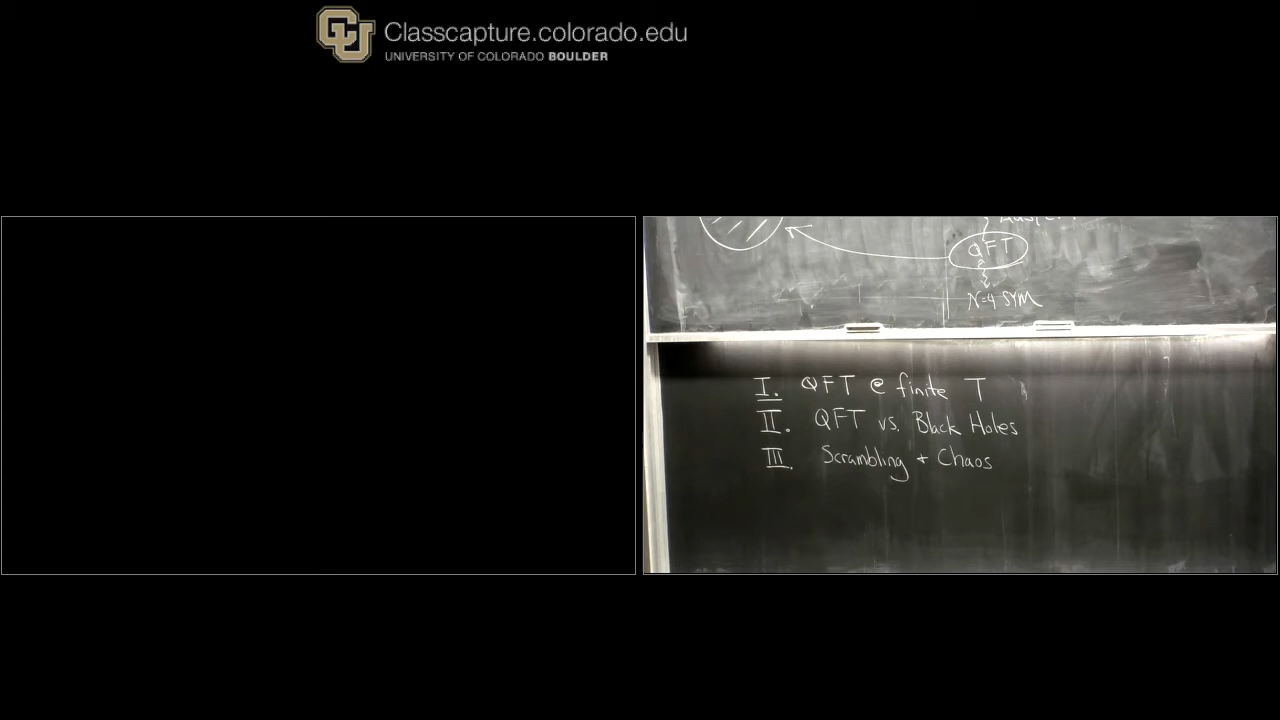 Classcapture.colorado.edu
UNIVERSITY OF COLORADO BOULDER
QFT
N=4 SYM
I. QFT @ finite T
II. QFT vs. Black Holes
III. Scrambling + Chaos